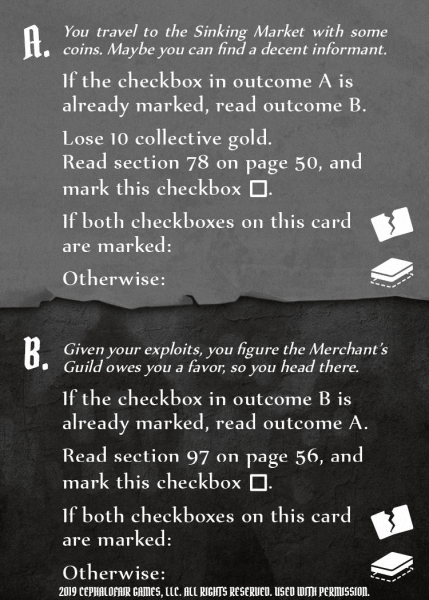 A.
You travel to the Sinking Market with some
coins. Maybe you can find a decent informant.
If the checkbox in outcome A is
already marked, read outcome B.
Lose 10 collective gold.
Read section 78 on page 50, and
mark this checkbox ☐.
If both checkboxes on this card
are marked:
Otherwise:
B.
Given your exploits, you figure the Merchant's
Guild owes you a favor, so you head there.
If the checkbox in outcome B is
already marked, read outcome A.
Read section 97 on page 56, and
mark this checkbox ☐.
If both checkboxes on this card
are marked:
Otherwise:
2019 CEPHALOFAIR GAMES, LLC. ALL RIGHTS RESERVED. USED WITH PERMISSION.